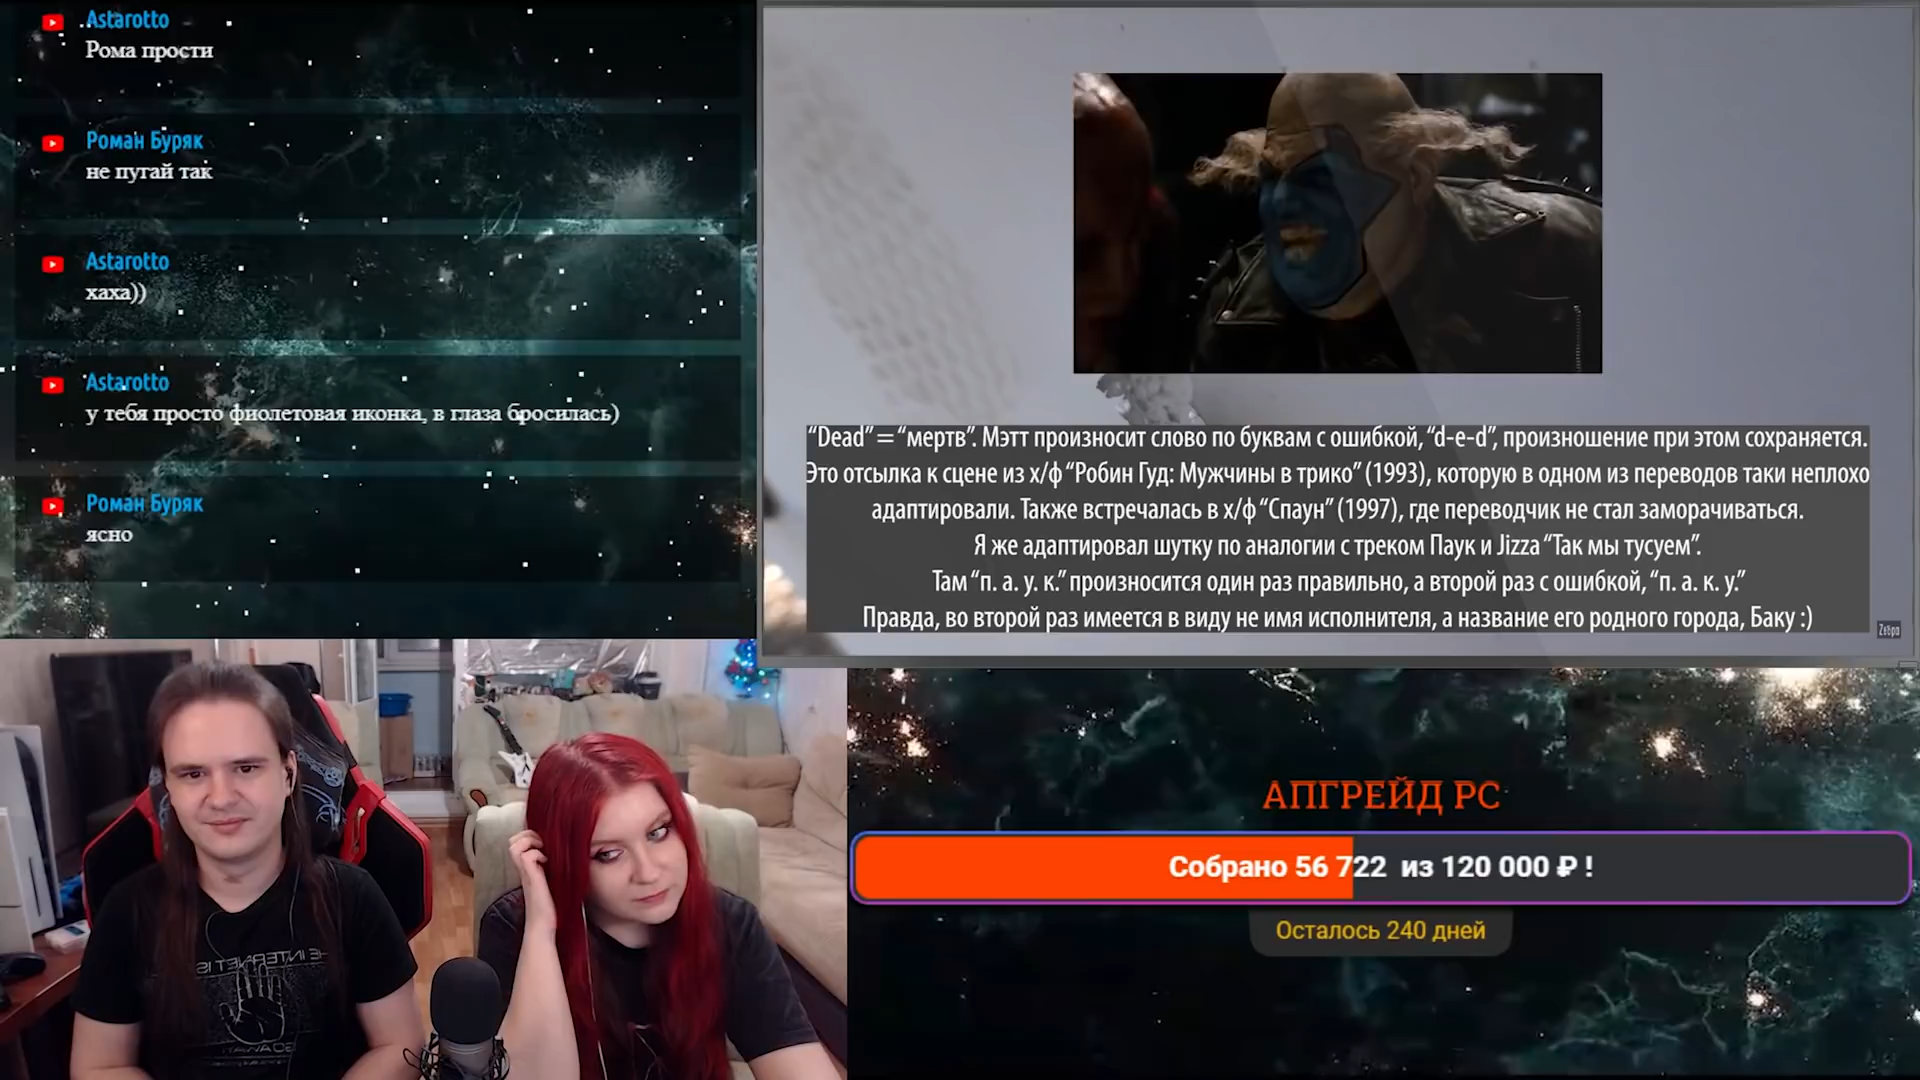 Astarotto
Рома прости
Роман Буряк
не пугай так
Astarotto
хаха))
Astarotto
у тебя просто фиолетовая иконка, в глаза бросилась)
Роман Буряк
ясно
“Dead” = “мертв”. Мэтт произносит слово по буквам с ошибкой, “d-e-d”, произношение при этом сохраняется.
Это отсылка к сцене из х/ф “Робин Гуд: Мужчины в трико” (1993), которую в одном из переводов таки неплохо
адаптировали. Также встречалась в х/ф “Спаун” (1997), где переводчик не стал заморачиваться.
Я же адаптировал шутку по аналогии с треком Паук и Jizza “Так мы тусуем”.
Там “п. а. у. к.” произносится один раз правильно, а второй раз с ошибкой, “п. а. к. у.”
Правда, во второй раз имеется в виду не имя исполнителя, а название его родного города, Баку :)
АПГРЕЙД РС
Собрано 56 722 из 120 000 ₽ !
Осталось 240 дней